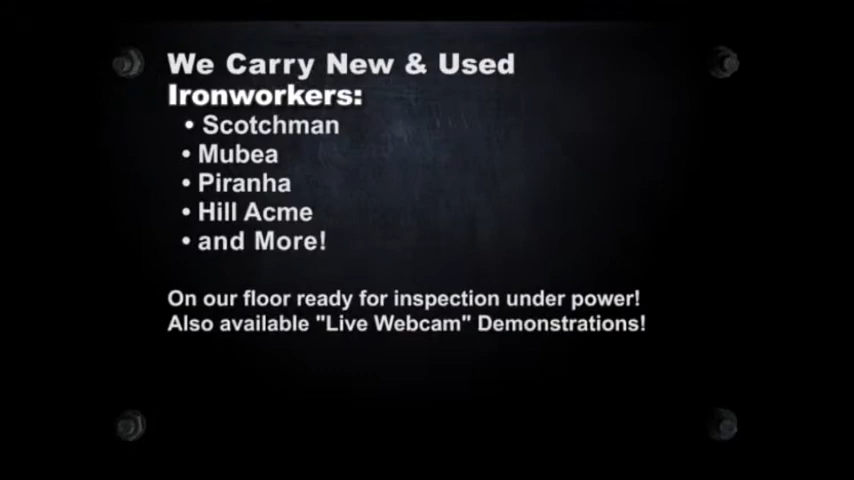 We Carry New & Used
Ironworkers:
• Scotchman
• Mubea
• Piranha
• Hill Acme
• and More!
On our floor ready for inspection under power!
Also available "Live Webcam" Demonstrations!